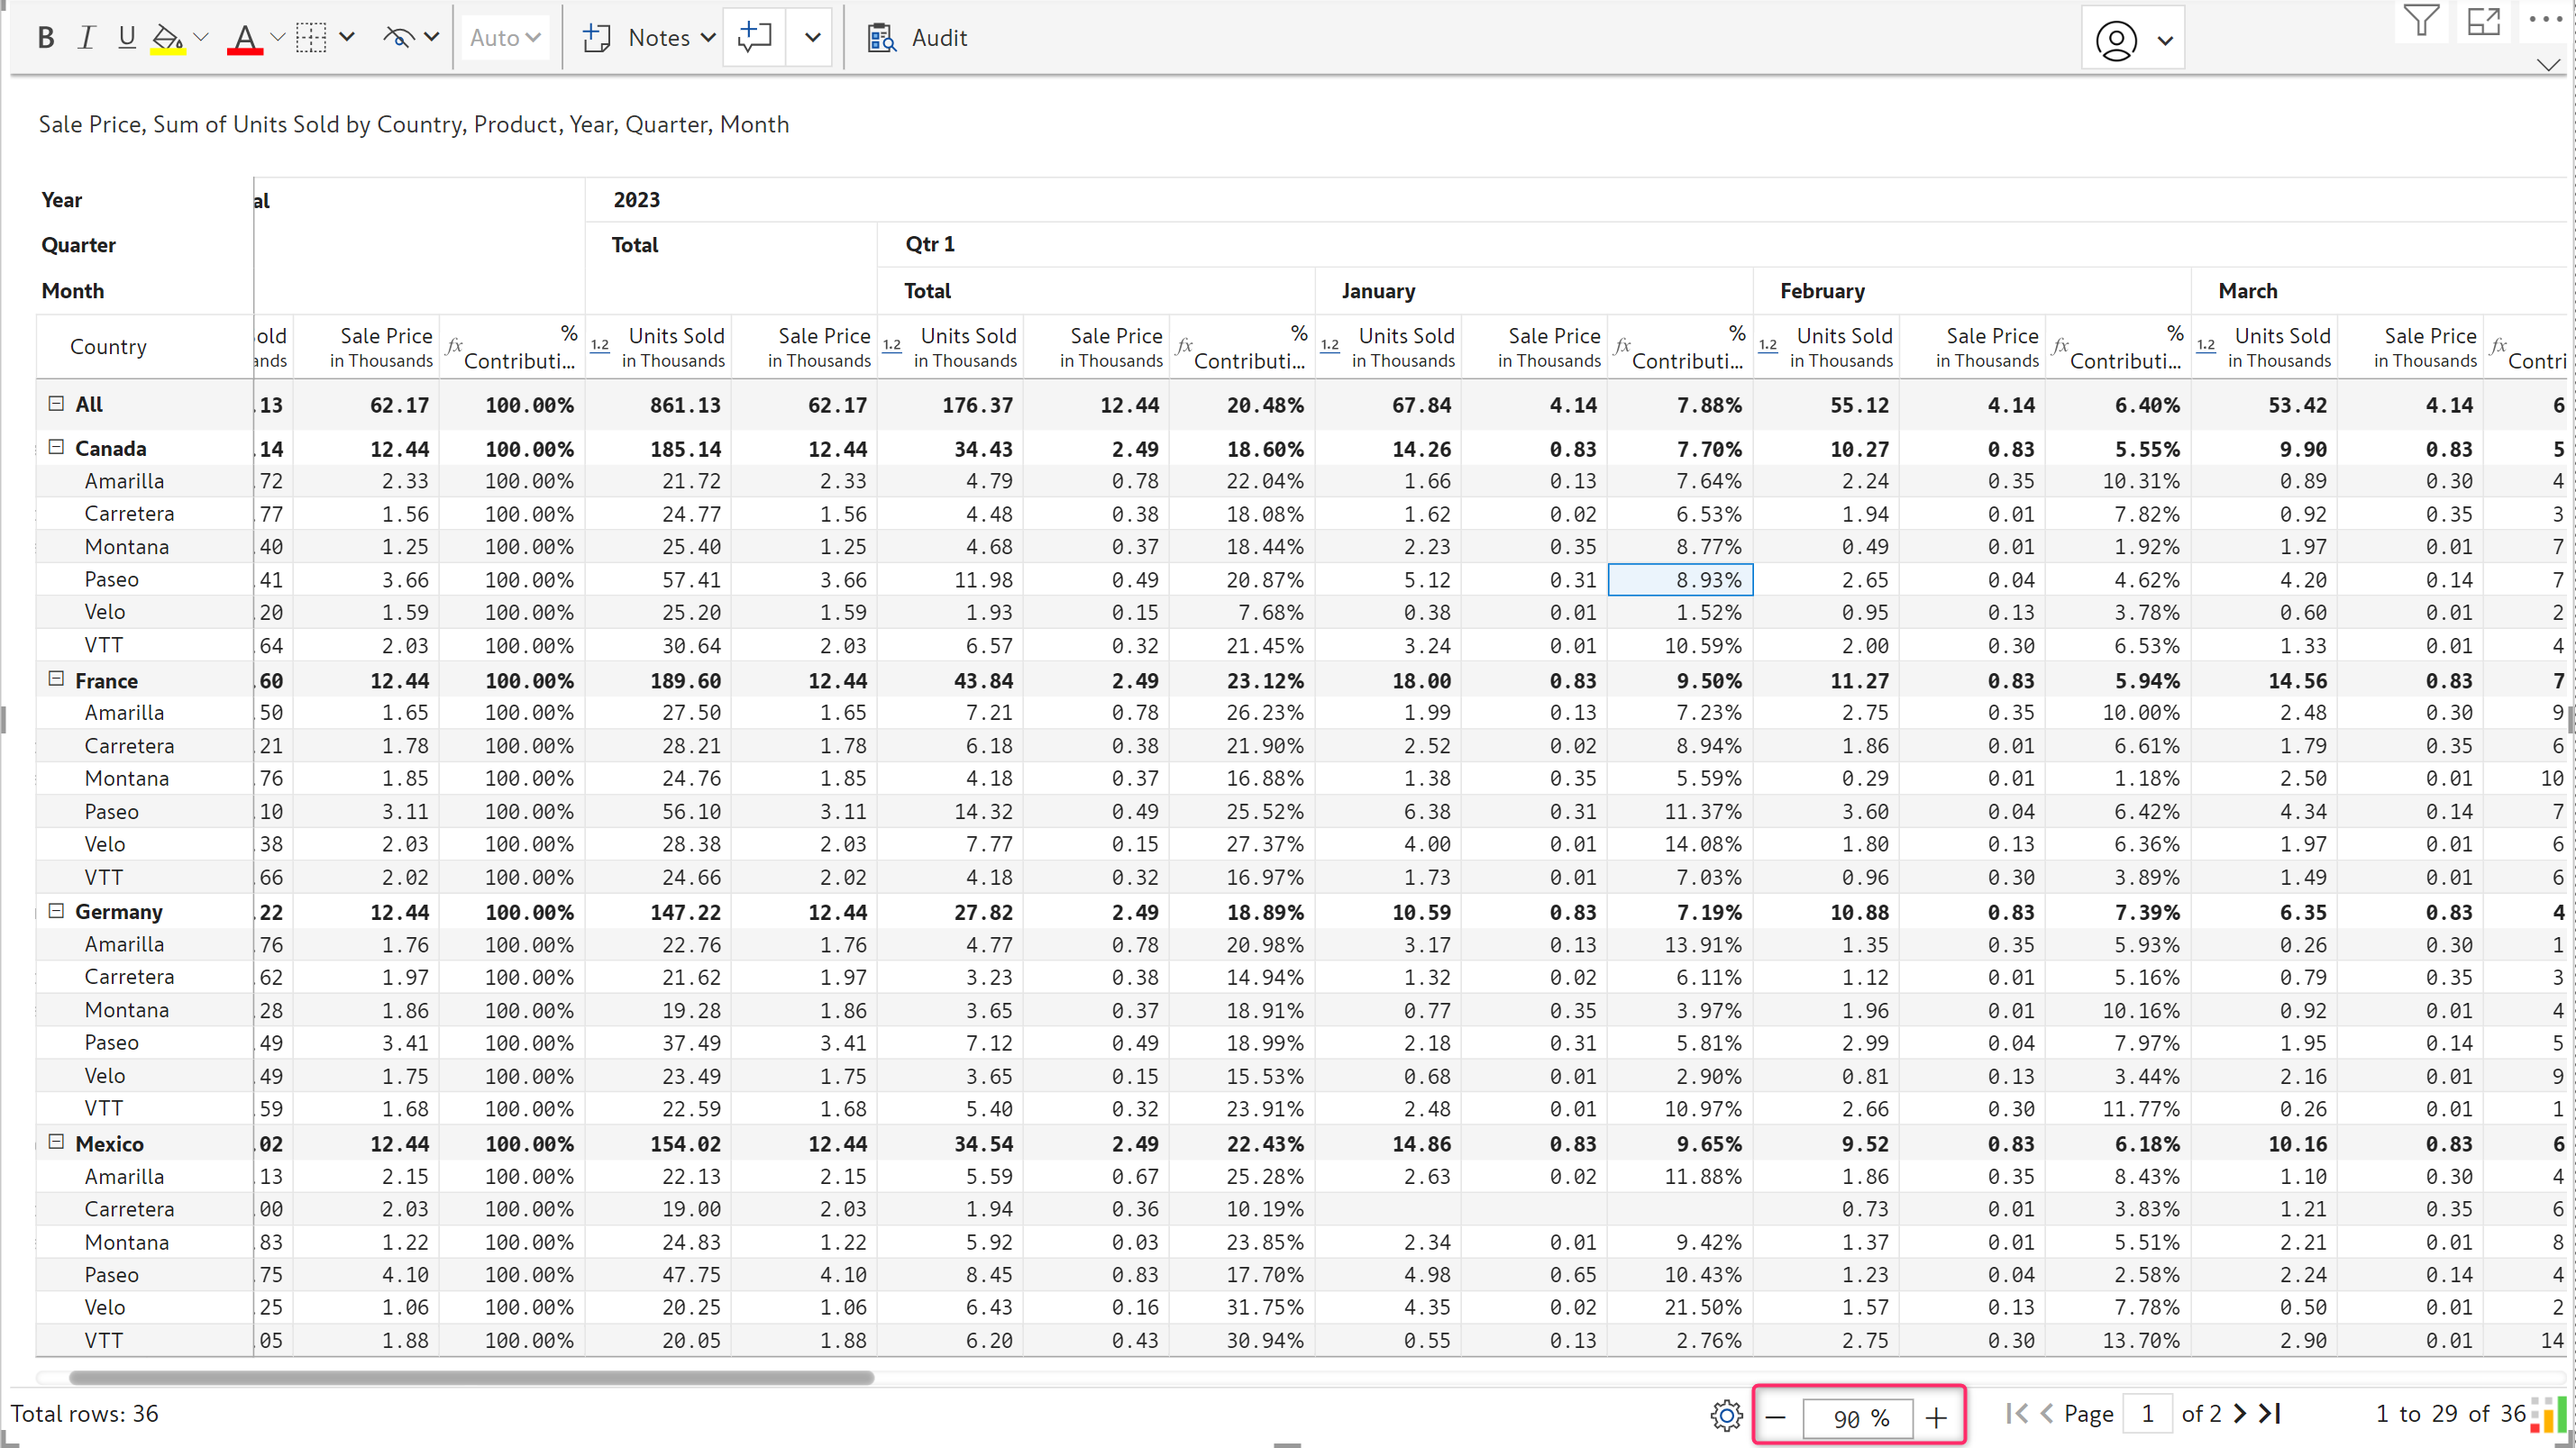 B I U A Auto Notes Audit
Sale Price, Sum of Units Sold by Country, Product, Year, Quarter, Month
Year al 2023
Quarter Total Qtr 1
Month Total January February March
Country old ands Sale Price in Thousands fx % Contributi... 1.2 Units Sold in Thousands Sale Price in Thousands 1.2 Units Sold in Thousands Sale Price in Thousands fx % Contributi... 1.2 Units Sold in Thousands Sale Price in Thousands fx % Contributi... 1.2 Units Sold in Thousands Sale Price in Thousands fx % Contributi... 1.2 Units Sold in Thousands Sale Price in Thousands fx Contri
All .13 62.17 100.00% 861.13 62.17 176.37 12.44 20.48% 67.84 4.14 7.88% 55.12 4.14 6.40% 53.42 4.14 6
Canada .14 12.44 100.00% 185.14 12.44 34.43 2.49 18.60% 14.26 0.83 7.70% 10.27 0.83 5.55% 9.90 0.83 5
Amarilla .72 2.33 100.00% 21.72 2.33 4.79 0.78 22.04% 1.66 0.13 7.64% 2.24 0.35 10.31% 0.89 0.30 4
Carretera .77 1.56 100.00% 24.77 1.56 4.48 0.38 18.08% 1.62 0.02 6.53% 1.94 0.01 7.82% 0.92 0.35 3
Montana .40 1.25 100.00% 25.40 1.25 4.68 0.37 18.44% 2.23 0.35 8.77% 0.49 0.01 1.92% 1.97 0.01 7
Paseo .41 3.66 100.00% 57.41 3.66 11.98 0.49 20.87% 5.12 0.31 8.93% 2.65 0.04 4.62% 4.20 0.14 7
Velo .20 1.59 100.00% 25.20 1.59 1.93 0.15 7.68% 0.38 0.01 1.52% 0.95 0.13 3.78% 0.60 0.01 2
VTT .64 2.03 100.00% 30.64 2.03 6.57 0.32 21.45% 3.24 0.01 10.59% 2.00 0.30 6.53% 1.33 0.01 4
France .60 12.44 100.00% 189.60 12.44 43.84 2.49 23.12% 18.00 0.83 9.50% 11.27 0.83 5.94% 14.56 0.83 7
Amarilla .50 1.65 100.00% 27.50 1.65 7.21 0.78 26.23% 1.99 0.13 7.23% 2.75 0.35 10.00% 2.48 0.30 9
Carretera .21 1.78 100.00% 28.21 1.78 6.18 0.38 21.90% 2.52 0.02 8.94% 1.86 0.01 6.61% 1.79 0.35 6
Montana .76 1.85 100.00% 24.76 1.85 4.18 0.37 16.88% 1.38 0.35 5.59% 0.29 0.01 1.18% 2.50 0.01 10
Paseo .10 3.11 100.00% 56.10 3.11 14.32 0.49 25.52% 6.38 0.31 11.37% 3.60 0.04 6.42% 4.34 0.14 7
Velo .38 2.03 100.00% 28.38 2.03 7.77 0.15 27.37% 4.00 0.01 14.08% 1.80 0.13 6.36% 1.97 0.01 6
VTT .66 2.02 100.00% 24.66 2.02 4.18 0.32 16.97% 1.73 0.01 7.03% 0.96 0.30 3.89% 1.49 0.01 6
Germany .22 12.44 100.00% 147.22 12.44 27.82 2.49 18.89% 10.59 0.83 7.19% 10.88 0.83 7.39% 6.35 0.83 4
Amarilla .76 1.76 100.00% 22.76 1.76 4.77 0.78 20.98% 3.17 0.13 13.91% 1.35 0.35 5.93% 0.26 0.30 1
Carretera .62 1.97 100.00% 21.62 1.97 3.23 0.38 14.94% 1.32 0.02 6.11% 1.12 0.01 5.16% 0.79 0.35 3
Montana .28 1.86 100.00% 19.28 1.86 3.65 0.37 18.91% 0.77 0.35 3.97% 1.96 0.01 10.16% 0.92 0.01 4
Paseo .49 3.41 100.00% 37.49 3.41 7.12 0.49 18.99% 2.18 0.31 5.81% 2.99 0.04 7.97% 1.95 0.14 5
Velo .49 1.75 100.00% 23.49 1.75 3.65 0.15 15.53% 0.68 0.01 2.90% 0.81 0.13 3.44% 2.16 0.01 9
VTT .59 1.68 100.00% 22.59 1.68 5.40 0.32 23.91% 2.48 0.01 10.97% 2.66 0.30 11.77% 0.26 0.01 1
Mexico .02 12.44 100.00% 154.02 12.44 34.54 2.49 22.43% 14.86 0.83 9.65% 9.52 0.83 6.18% 10.16 0.83 6
Amarilla .13 2.15 100.00% 22.13 2.15 5.59 0.67 25.28% 2.63 0.02 11.88% 1.86 0.35 8.43% 1.10 0.30 4
Carretera .00 2.03 100.00% 19.00 2.03 1.94 0.36 10.19% 0.73 0.01 3.83% 1.21 0.35 6
Montana .83 1.22 100.00% 24.83 1.22 5.92 0.03 23.85% 2.34 0.01 9.42% 1.37 0.01 5.51% 2.21 0.01 8
Paseo .75 4.10 100.00% 47.75 4.10 8.45 0.83 17.70% 4.98 0.65 10.43% 1.23 0.04 2.58% 2.24 0.14 4
Velo .25 1.06 100.00% 20.25 1.06 6.43 0.16 31.75% 4.35 0.02 21.50% 1.57 0.13 7.78% 0.50 0.01 2
VTT .05 1.88 100.00% 20.05 1.88 6.20 0.43 30.94% 0.55 0.13 2.76% 2.75 0.30 13.70% 2.90 0.01 14
Total rows: 36 90 % Page 1 of 2 1 to 29 of 36